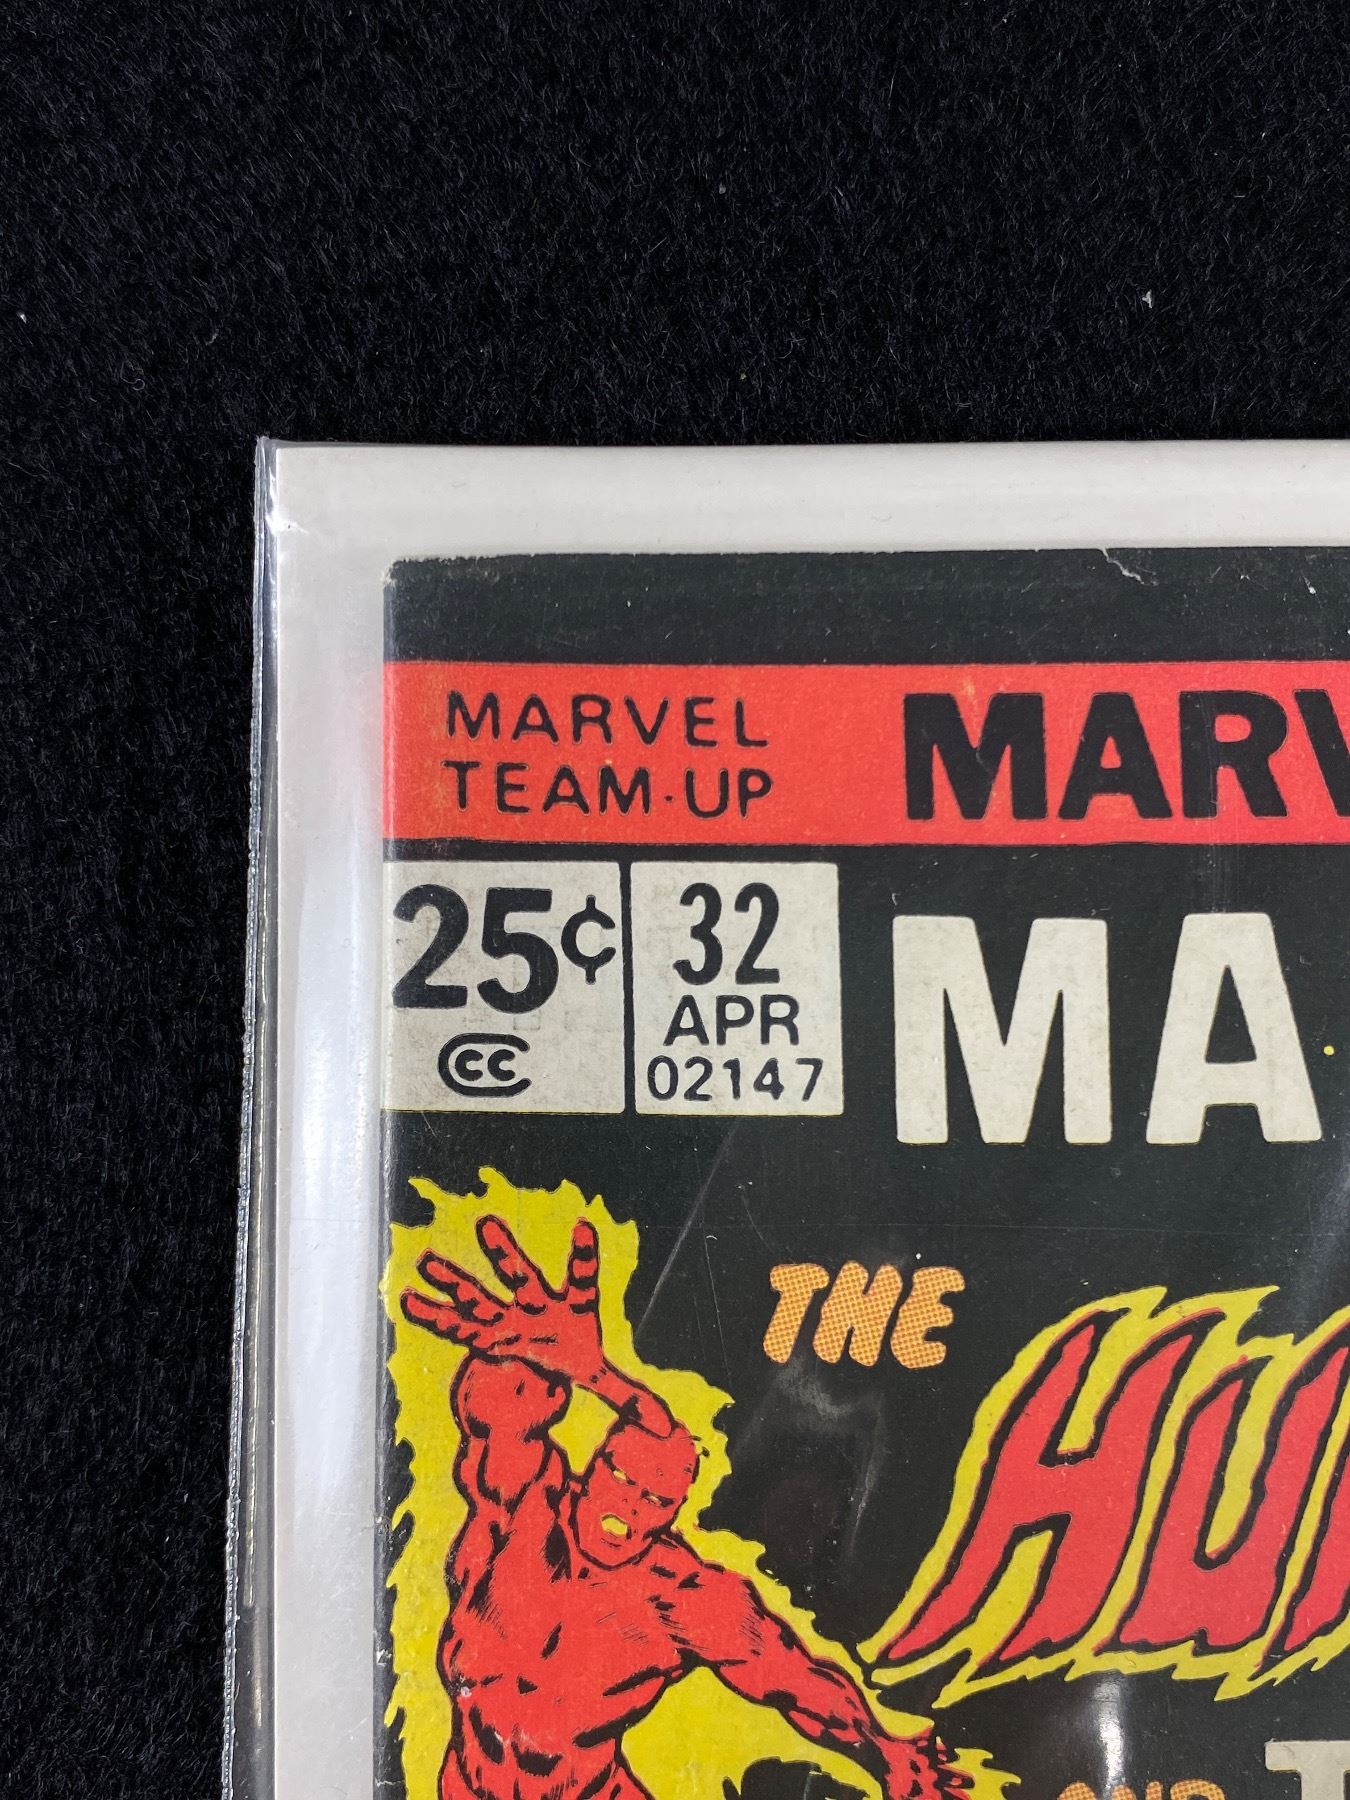 MARVEL
TEAM-UP
MARV
25¢
CC
32
APR
02147
MA
THE
HU